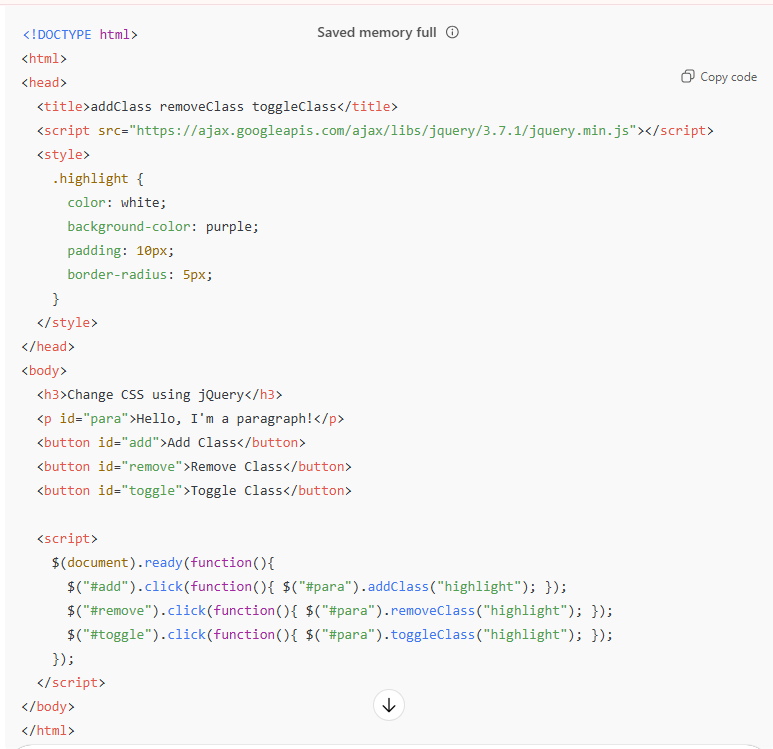 Saved memory full
Copy code
<!DOCTYPE html>
<html>
<head>
  <title>addClass removeClass toggleClass</title>
  <script src="https://ajax.googleapis.com/ajax/libs/jquery/3.7.1/jquery.min.js"></script>
  <style>
    .highlight {
      color: white;
      background-color: purple;
      padding: 10px;
      border-radius: 5px;
    }
  </style>
</head>
<body>
  <h3>Change CSS using jQuery</h3>
  <p id="para">Hello, I'm a paragraph!</p>
  <button id="add">Add Class</button>
  <button id="remove">Remove Class</button>
  <button id="toggle">Toggle Class</button>

  <script>
    $(document).ready(function(){
      $("#add").click(function(){ $("#para").addClass("highlight"); });
      $("#remove").click(function(){ $("#para").removeClass("highlight"); });
      $("#toggle").click(function(){ $("#para").toggleClass("highlight"); });
    });
  </script>
</body>
</html>